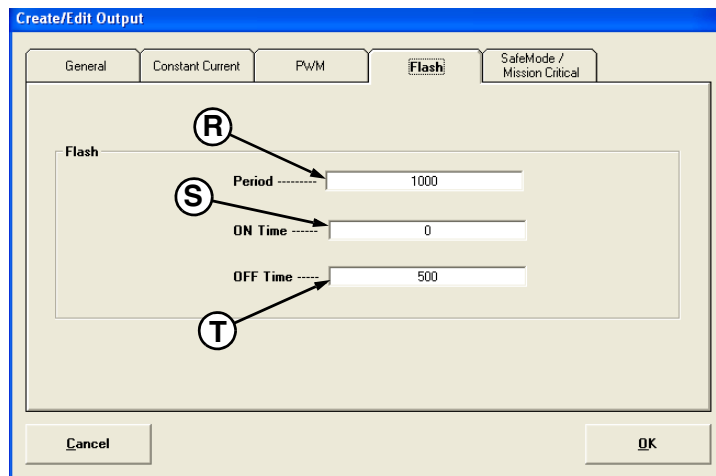 Create/Edit Output
General
Constant Current
PWM
Flash
SafeMode /
Mission Critical
R
Flash
Period ---------
1000
S
ON Time ------
0
OFF Time -----
500
T
Cancel
OK